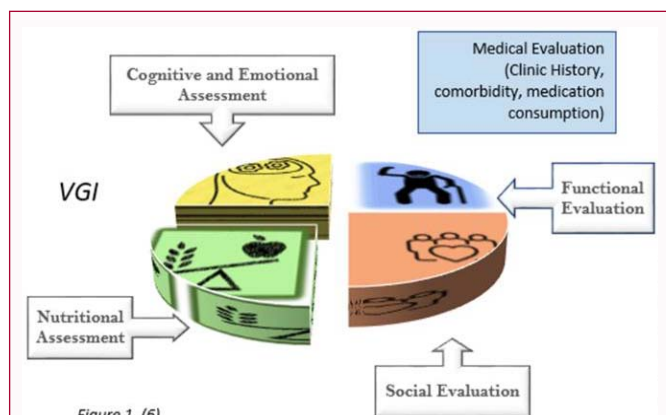 Cognitive and Emotional
Assessment
Medical Evaluation
(Clinic History,
comorbidity, medication
consumption)
VGI
Functional
Evaluation
Nutritional
Assessment
Social Evaluation
Figure 1. (6)